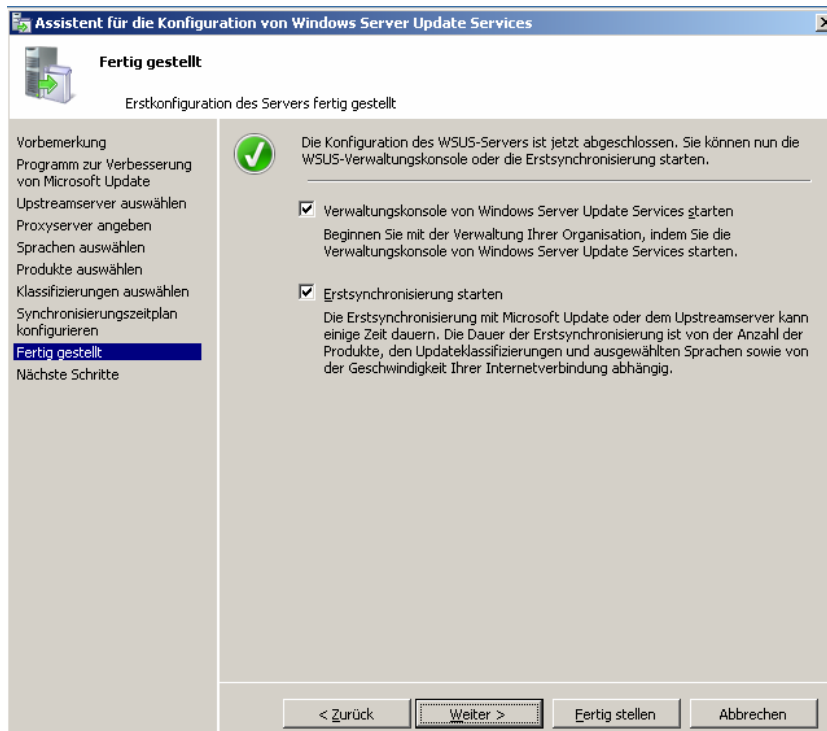 Assistent für die Konfiguration von Windows Server Update Services
Fertig gestellt
Erstkonfiguration des Servers fertig gestellt
Vorbemerkung
Programm zur Verbesserung
von Microsoft Update
Upstreamserver auswählen
Proxyserver angeben
Sprachen auswählen
Produkte auswählen
Klassifizierungen auswählen
Synchronisierungszeitplan
konfigurieren
Fertig gestellt
Nächste Schritte
Die Konfiguration des WSUS-Servers ist jetzt abgeschlossen. Sie können nun die
WSUS-Verwaltungskonsole oder die Erstsynchronisierung starten.
Verwaltungskonsole von Windows Server Update Services starten
Beginnen Sie mit der Verwaltung Ihrer Organisation, indem Sie die
Verwaltungskonsole von Windows Server Update Services starten.
Erstsynchronisierung starten
Die Erstsynchronisierung mit Microsoft Update oder dem Upstreamserver kann
einige Zeit dauern. Die Dauer der Erstsynchronisierung ist von der Anzahl der
Produkte, den Updateklassifizierungen und ausgewählten Sprachen sowie von
der Geschwindigkeit Ihrer Internetverbindung abhängig.
< Zurück
Weiter >
Fertig stellen
Abbrechen